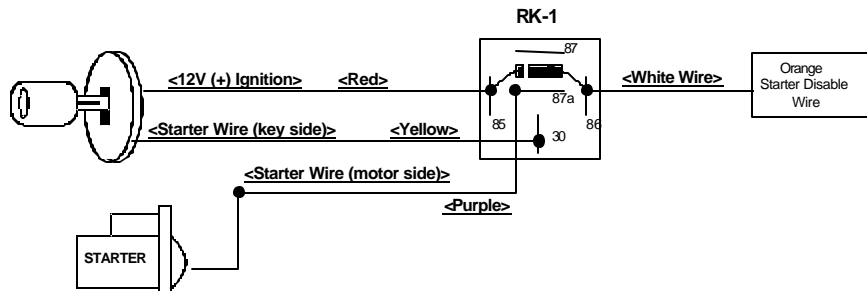 RK-1
87
<12V (+) Ignition> <Red>
<White Wire>
Orange
Starter Disable
Wire
87a
85
86
<Starter Wire (key side)> <Yellow>
30
<Starter Wire (motor side)>
<Purple>
STARTER